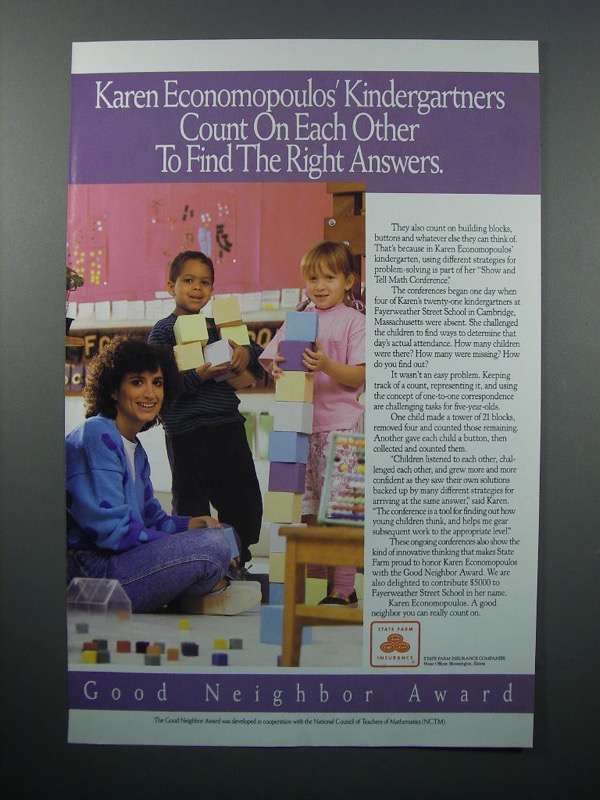 Karen Economopoulos' Kindergartners
Count On Each Other
To Find The Right Answers.
They also count on building blocks,
buttons and whatever else they can think of.
That's because in Karen Economopoulos'
kindergarten, using different strategies for
problem-solving is part of her "Show and
Tell Math Conference."
The conferences began one day when
four of Karen's twenty-one kindergartners at
Fayerweather Street School in Cambridge,
Massachusetts were absent. She challenged
the children to find ways to determine that
day's actual attendance. How many children
were there? How many were missing? How
do you find out?
It wasn't an easy problem. Keeping
track of a count, representing it, and using
the concept of one-to-one correspondence
are challenging tasks for five-year-olds.
One child made a tower of 21 blocks,
removed four and counted those remaining.
Another gave each child a button, then
collected and counted them.
"Children listened to each other, chal-
lenged each other, and grew more and more
confident as they saw their own solutions
backed up by many different strategies for
arriving at the same answer," said Karen.
"The conference is a tool for finding out how
young children think, and helps me gear
subsequent work to the appropriate level."
These ongoing conferences also show the
kind of innovative thinking that makes State
Farm proud to honor Karen Economopoulos
with the Good Neighbor Award. We are
also delighted to contribute $5000 to
Fayerweather Street School in her name.
Karen Economopoulos. A good
neighbor you can really count on.
STATE FARM
INSURANCE
STATE FARM INSURANCE COMPANIES
Home Offices: Bloomington, Illinois
Good Neighbor Award
The Good Neighbor Award was developed in cooperation with the National Council of Teachers of Mathematics (NCTM).